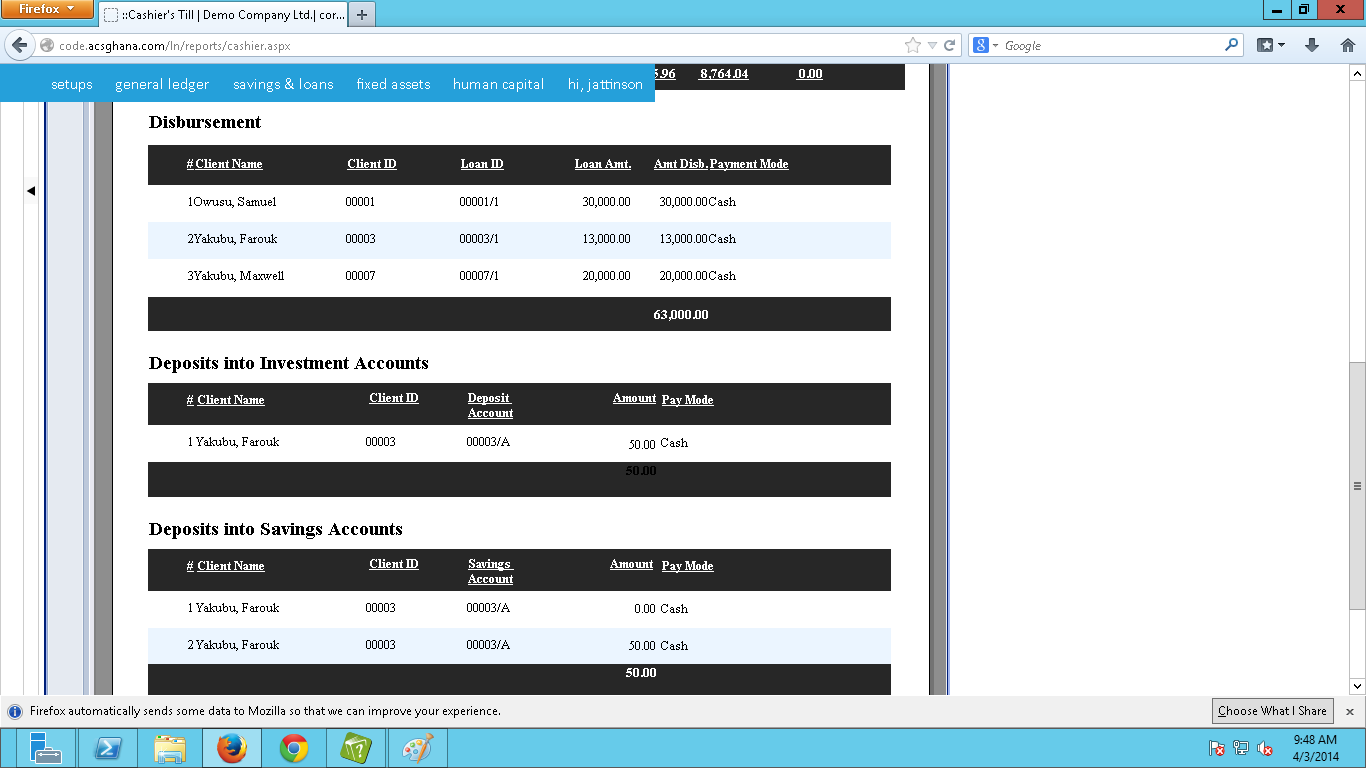 Firefox
::Cashier's Till | Demo Company Ltd.| cor...
code.acsghana.com/ln/reports/cashier.aspx
Google
setups general ledger savings & loans fixed assets human capital hi, jattinson
5.96 8,764.04 0.00
Disbursement
# Client Name Client ID Loan ID Loan Amt. Amt Disb. Payment Mode
1 Owusu, Samuel 00001 00001/1 30,000.00 30,000.00 Cash
2 Yakubu, Farouk 00003 00003/1 13,000.00 13,000.00 Cash
3 Yakubu, Maxwell 00007 00007/1 20,000.00 20,000.00 Cash
63,000.00
Deposits into Investment Accounts
# Client Name Client ID Deposit Account Amount Pay Mode
1 Yakubu, Farouk 00003 00003/A 50.00 Cash
50.00
Deposits into Savings Accounts
# Client Name Client ID Savings Account Amount Pay Mode
1 Yakubu, Farouk 00003 00003/A 0.00 Cash
2 Yakubu, Farouk 00003 00003/A 50.00 Cash
50.00
Firefox automatically sends some data to Mozilla so that we can improve your experience.
Choose What I Share
9:48 AM
4/3/2014